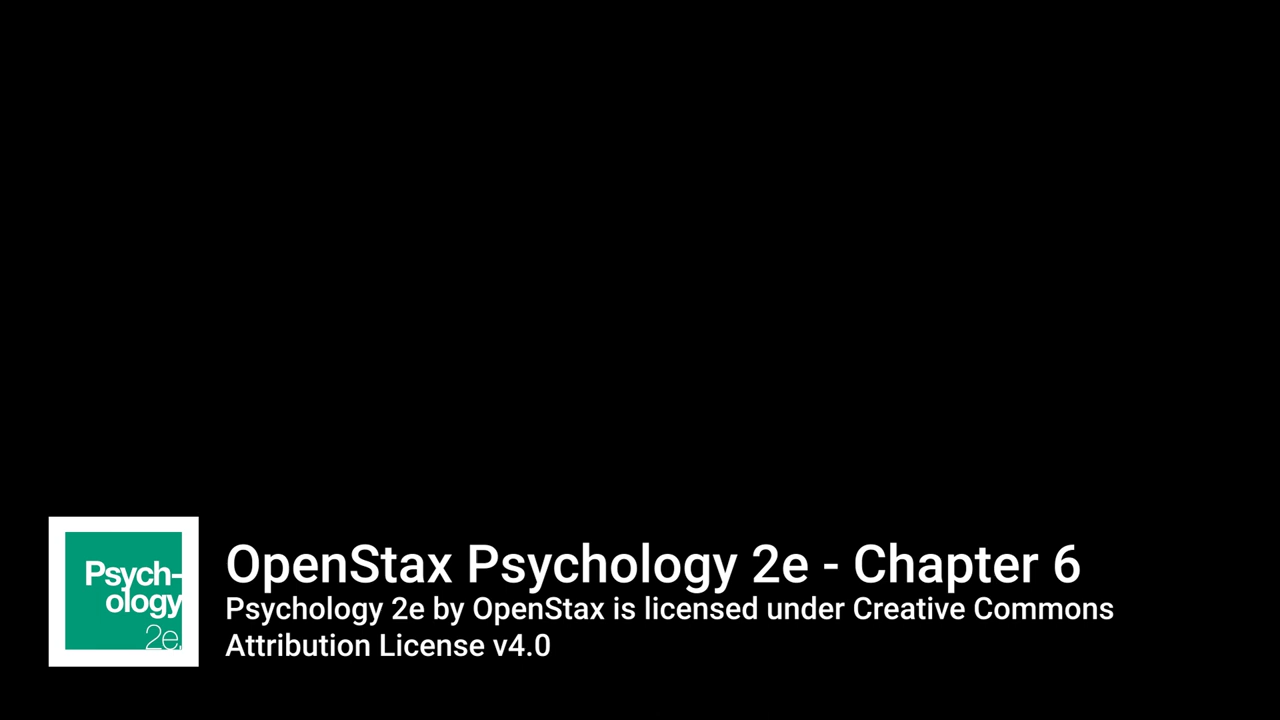 Psych-
ology
2e.
OpenStax Psychology 2e - Chapter 6
Psychology 2e by OpenStax is licensed under Creative Commons
Attribution License v4.0